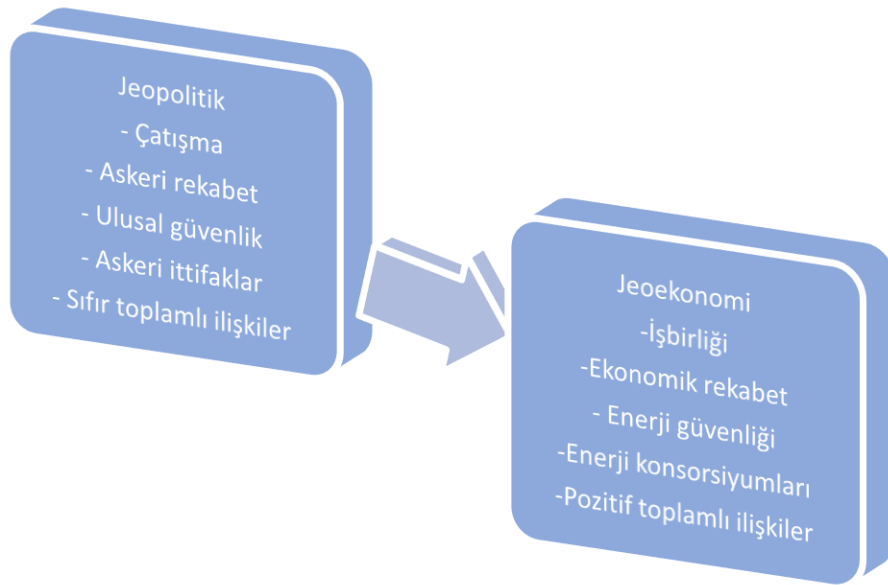 Jeopolitik
- Çatışma
- Askeri rekabet
- Ulusal güvenlik
- Askeri ittifaklar
- Sıfır toplamlı ilişkiler
Jeoekonomi
-İşbirliği
-Ekonomik rekabet
- Enerji güvenliği
-Enerji konsorsiyumları
-Pozitif toplamlı ilişkiler